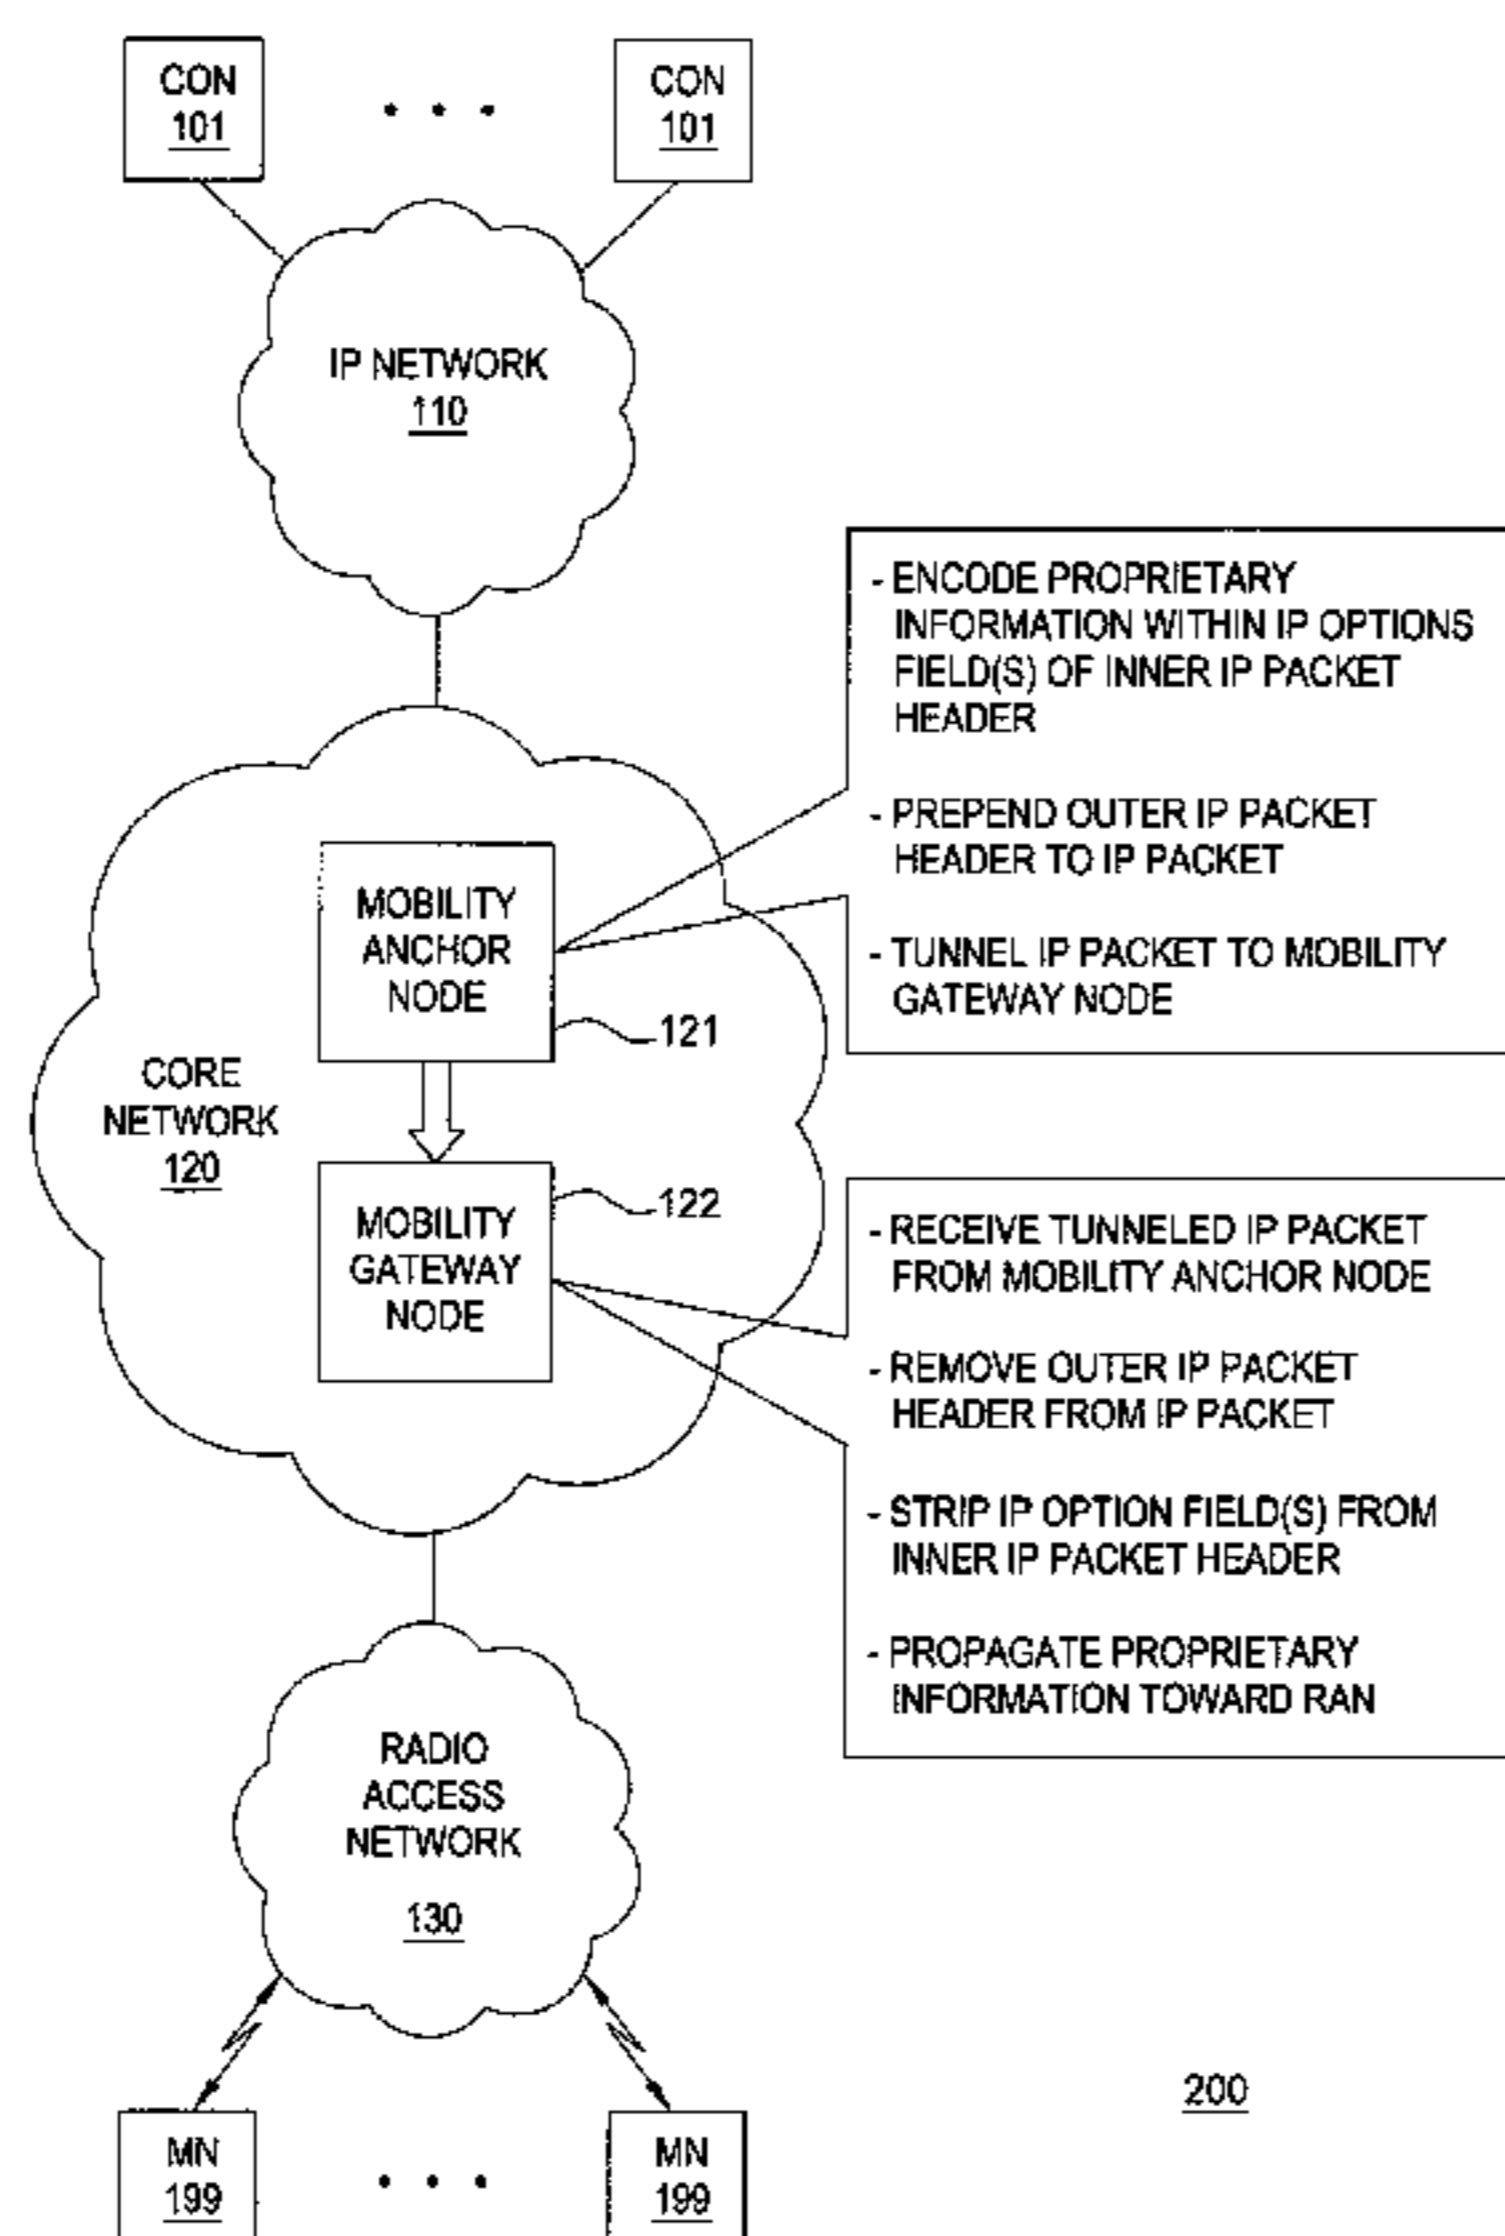 CON
101
CON
101
IP NETWORK
110
- ENCODE PROPRIETARY
INFORMATION WITHIN IP OPTIONS
FIELD(S) OF INNER IP PACKET
HEADER
- PREPEND OUTER IP PACKET
HEADER TO IP PACKET
- TUNNEL IP PACKET TO MOBILITY
GATEWAY NODE
MOBILITY
ANCHOR
NODE
121
CORE
NETWORK
120
MOBILITY
GATEWAY
NODE
122
- RECEIVE TUNNELED IP PACKET
FROM MOBILITY ANCHOR NODE
- REMOVE OUTER IP PACKET
HEADER FROM IP PACKET
- STRIP IP OPTION FIELD(S) FROM
INNER IP PACKET HEADER
- PROPAGATE PROPRIETARY
INFORMATION TOWARD RAN
RADIO
ACCESS
NETWORK
130
200
MN
199
MN
199